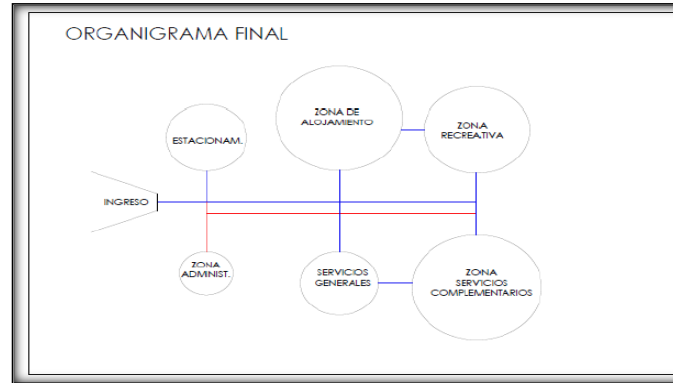 ORGANIGRAMA FINAL
ZONA DE
ALOJAMIENTO
ZONA
RECREATIVA
ESTACIONAM.
INGRESO
ZONA
ADMINIST.
SERVICIOS
GENERALES
ZONA
SERVICIOS
COMPLEMENTARIOS